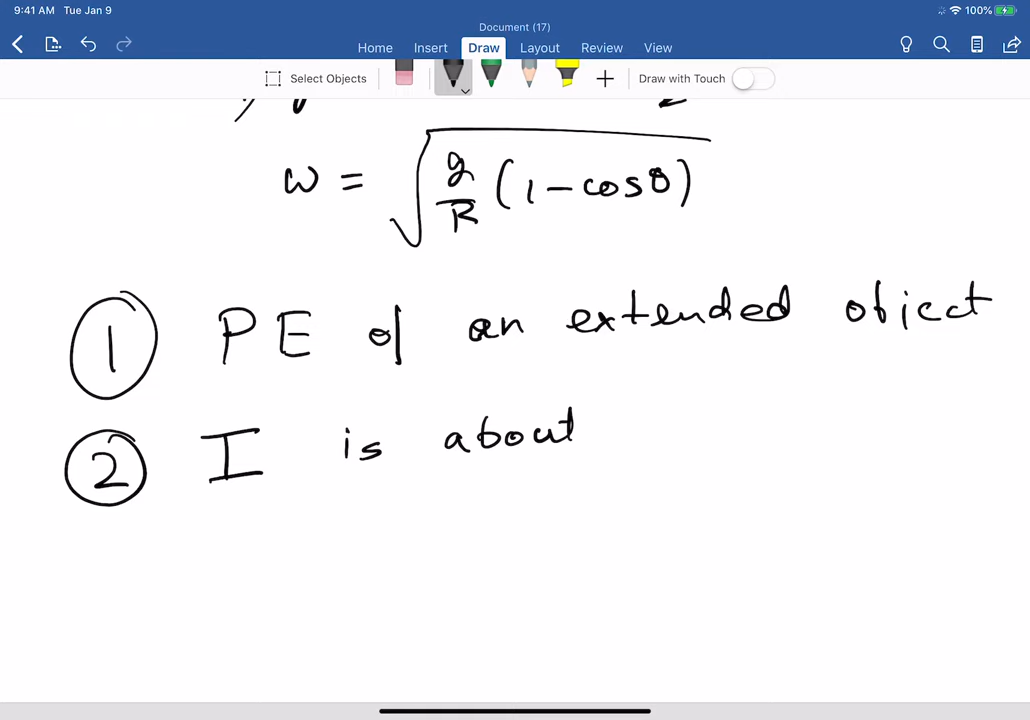 9:41 AM Tue Jan 9
100%
Document (17)
Home Insert Draw Layout Review View
Select Objects
Draw with Touch
ω = √(g/R (1 - cosθ))
① PE of an extended object
② I is about